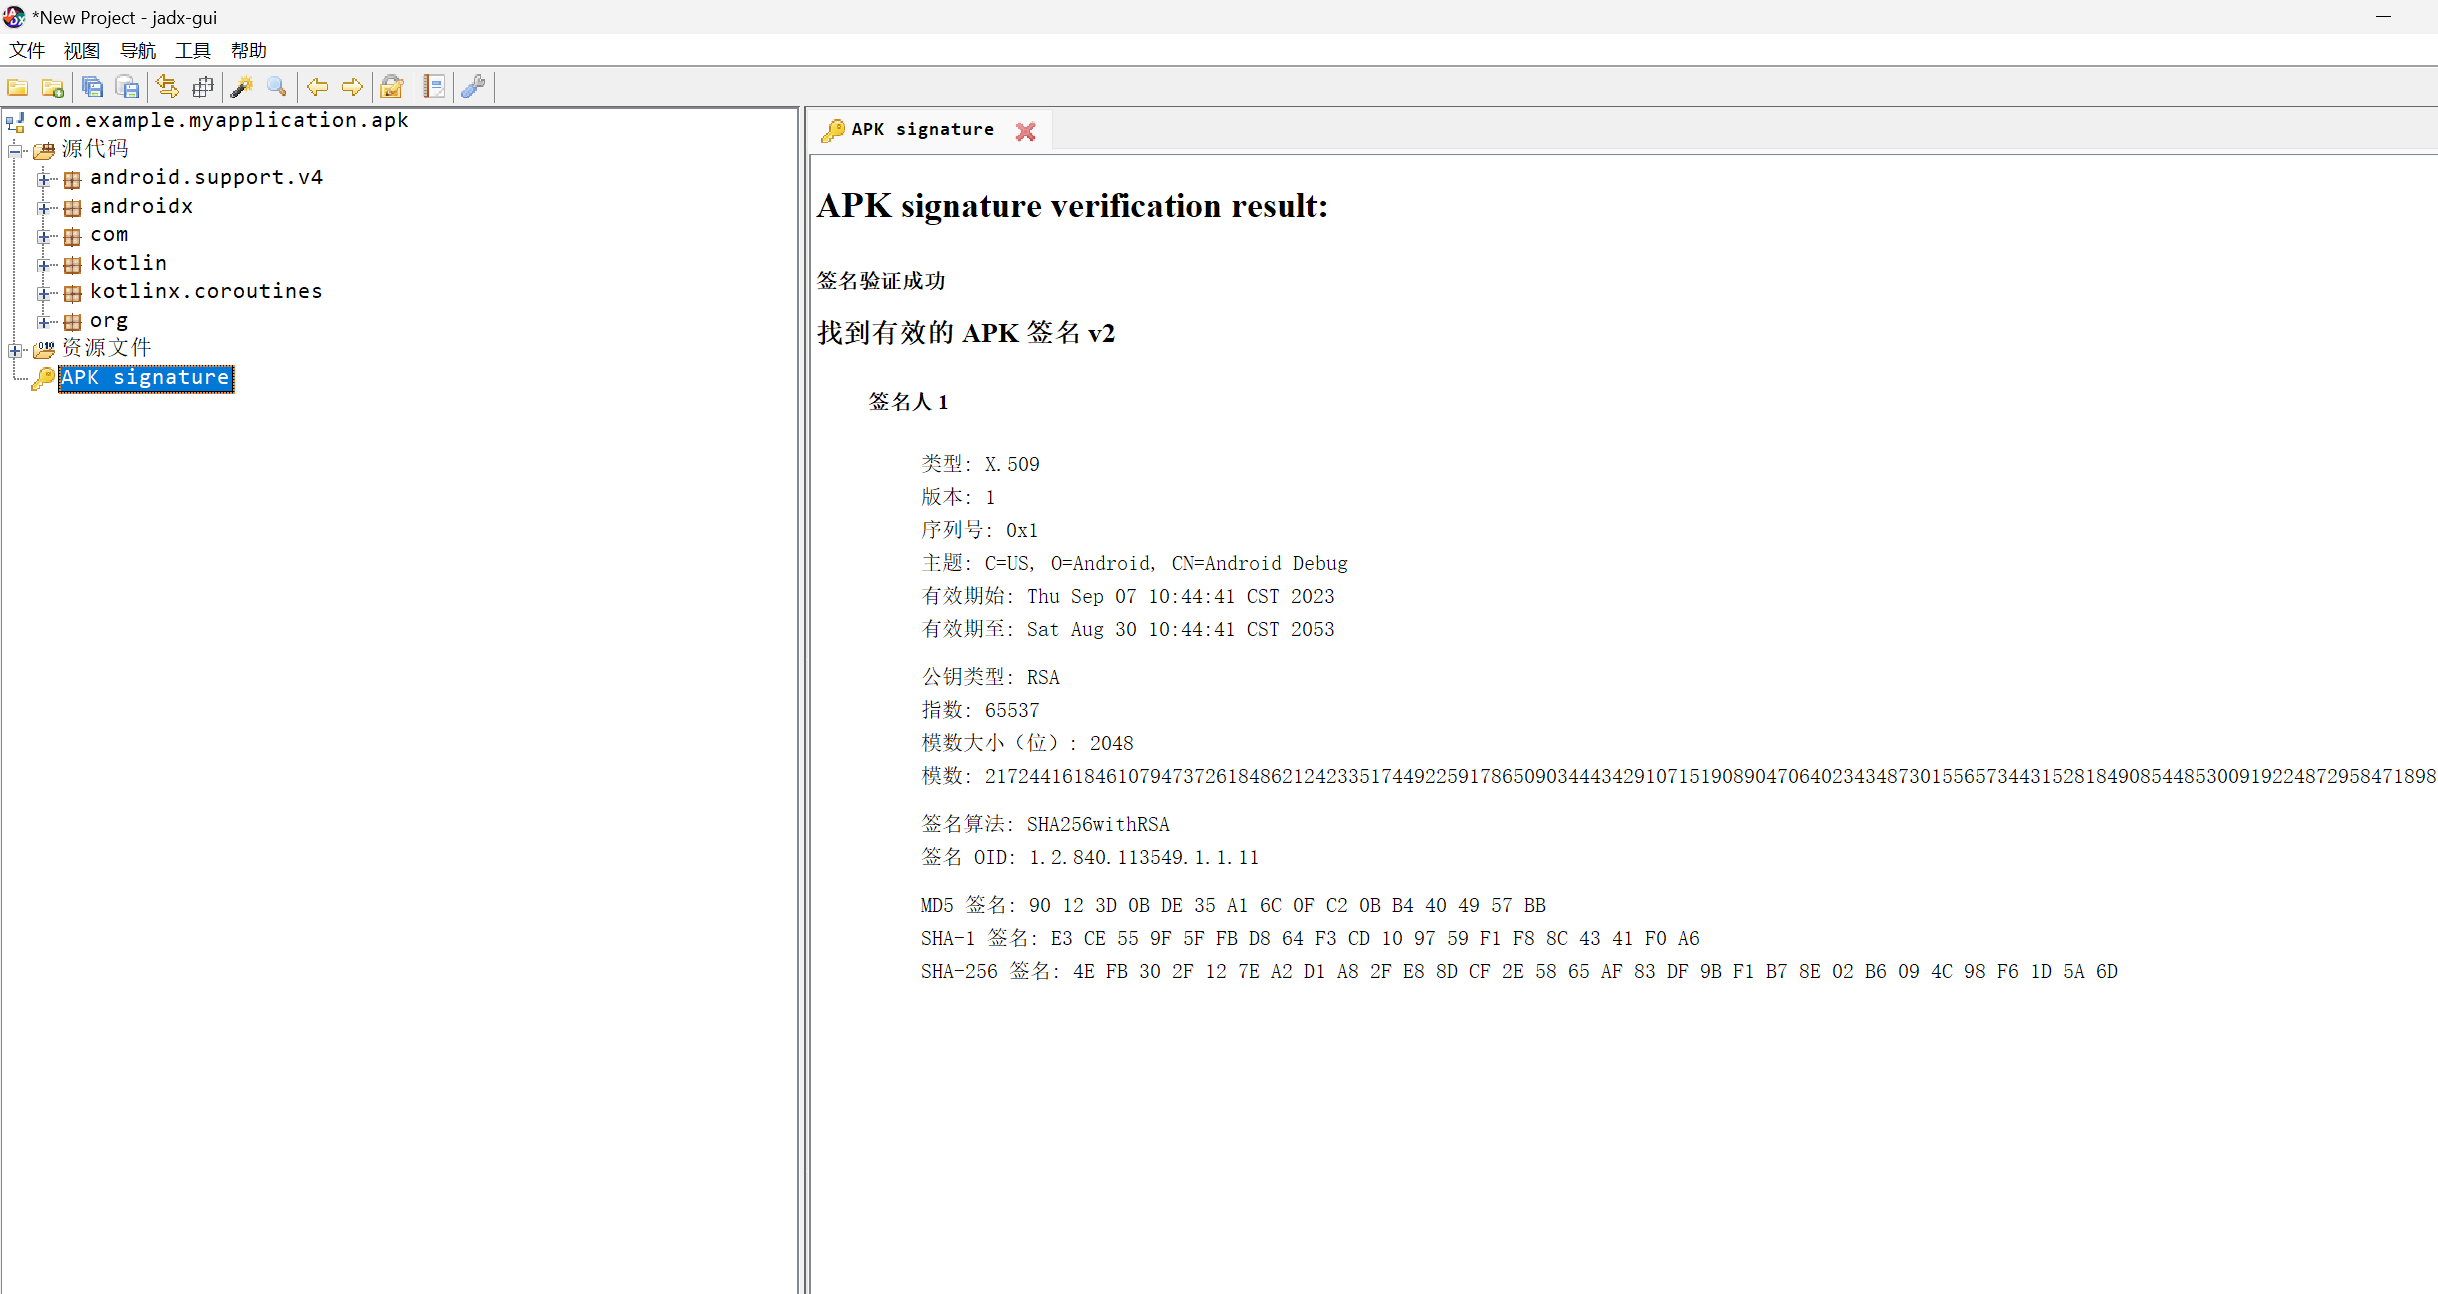 *New Project - jadx-gui
文件 视图 导航 工具 帮助
com.example.myapplication.apk
源代码
android.support.v4
androidx
com
kotlin
kotlinx.coroutines
org
资源文件
APK signature
APK signature
APK signature verification result:
签名验证成功
找到有效的 APK 签名 v2
签名人 1
类型: X.509
版本: 1
序列号: 0x1
主题: C=US, O=Android, CN=Android Debug
有效期始: Thu Sep 07 10:44:41 CST 2023
有效期至: Sat Aug 30 10:44:41 CST 2053
公钥类型: RSA
指数: 65537
模数大小（位）: 2048
模数: 217244161846107947372618486212423351744922591786509034443429107151908904706402343487301556573443152818490854485300919224872958471898
签名算法: SHA256withRSA
签名 OID: 1.2.840.113549.1.1.11
MD5 签名: 90 12 3D 0B DE 35 A1 6C 0F C2 0B B4 40 49 57 BB
SHA-1 签名: E3 CE 55 9F 5F FB D8 64 F3 CD 10 97 59 F1 F8 8C 43 41 F0 A6
SHA-256 签名: 4E FB 30 2F 12 7E A2 D1 A8 2F E8 8D CF 2E 58 65 AF 83 DF 9B F1 B7 8E 02 B6 09 4C 98 F6 1D 5A 6D